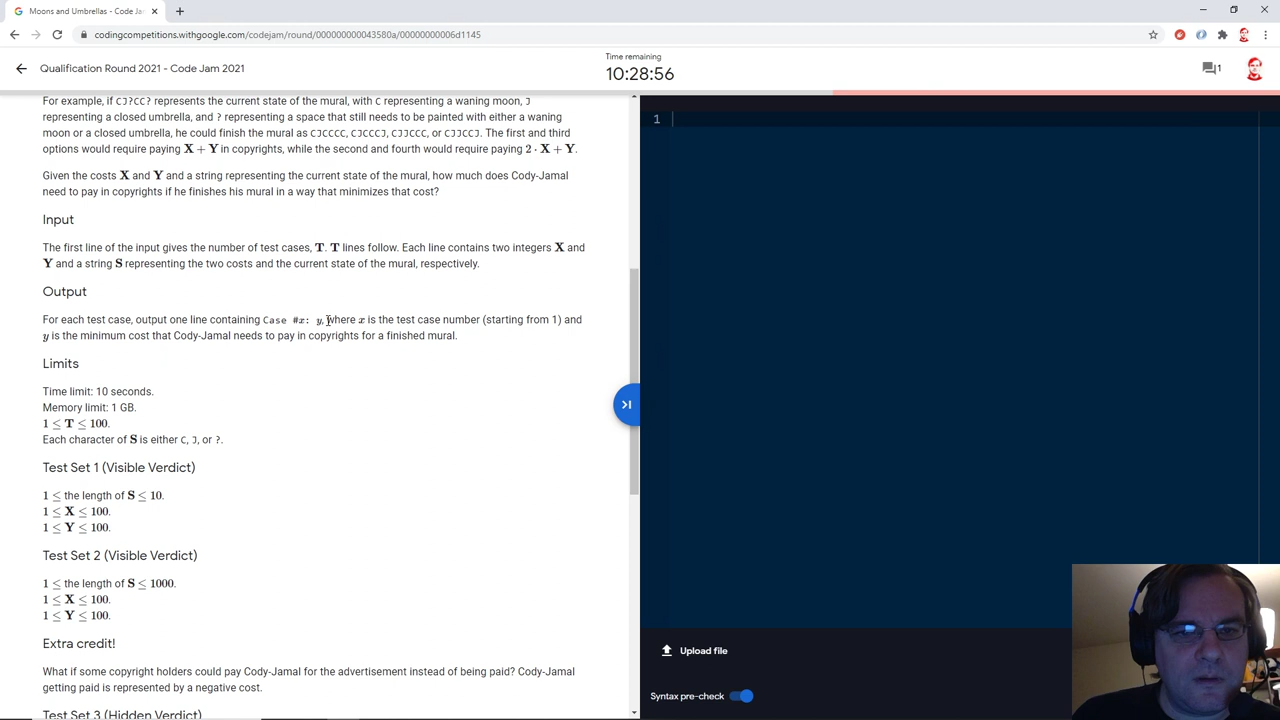 Moons and Umbrellas - Code Ja
codingcompetitions.withgoogle.com/codejam/round/000000000043580a/00000000006d1145
Qualification Round 2021 - Code Jam 2021
Time remaining
10:28:56
1
For example, if CJ?CC? represents the current state of the mural, with C representing a waning moon, J
representing a closed umbrella, and ? representing a space that still needs to be painted with either a waning
moon or a closed umbrella, he could finish the mural as CJCCCC, CJCCCJ, CJJCCC, or CJJCCJ. The first and third
options would require paying X + Y in copyrights, while the second and fourth would require paying 2 · X + Y.
Given the costs X and Y and a string representing the current state of the mural, how much does Cody-Jamal
need to pay in copyrights if he finishes his mural in a way that minimizes that cost?
Input
The first line of the input gives the number of test cases, T. T lines follow. Each line contains two integers X and
Y and a string S representing the two costs and the current state of the mural, respectively.
Output
For each test case, output one line containing Case #x: y, where x is the test case number (starting from 1) and
y is the minimum cost that Cody-Jamal needs to pay in copyrights for a finished mural.
Limits
Time limit: 10 seconds.
Memory limit: 1 GB.
1 ≤ T ≤ 100.
Each character of S is either C, J, or ?.
Test Set 1 (Visible Verdict)
1 ≤ the length of S ≤ 10.
1 ≤ X ≤ 100.
1 ≤ Y ≤ 100.
Test Set 2 (Visible Verdict)
1 ≤ the length of S ≤ 1000.
1 ≤ X ≤ 100.
1 ≤ Y ≤ 100.
Extra credit!
What if some copyright holders could pay Cody-Jamal for the advertisement instead of being paid? Cody-Jamal
getting paid is represented by a negative cost.
Test Set 3 (Hidden Verdict)
1
Upload file
Syntax pre-check